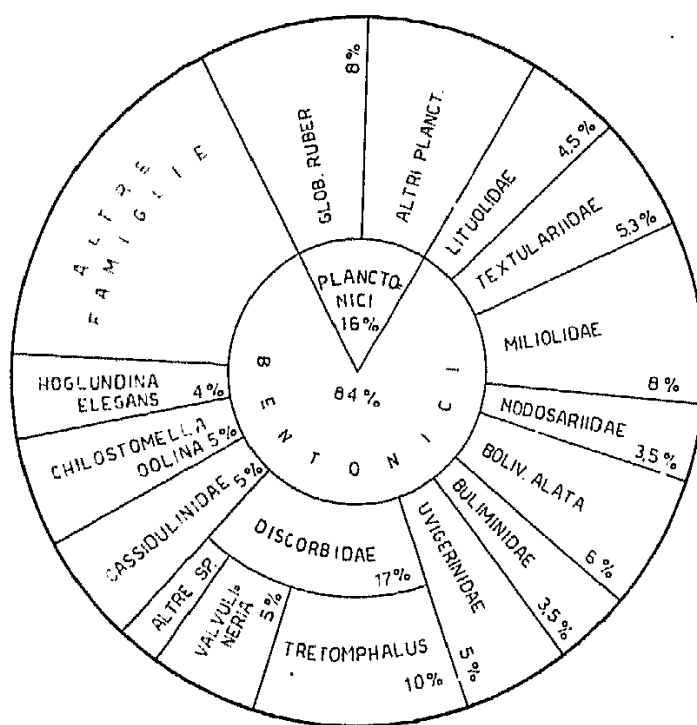 PLANCTO-
NICI
16%
BENTONICI
84%
GLOB. RUBER
8%
ALTRI PLANCT.
LITUOLIDAE
4,5%
TEXTULARIIDAE
5,3%
MILIOLIDAE
8%
NODOSARIIDAE
3,5%
BOLIV. ALATA
6%
BULIMINIDAE
3,5%
UVIGERINIDAE
5%
DISCORBIDAE
17%
TRETOMPHALUS
10%
VALVULI
NERIA
5%
ALTRE SP.
CASSIDULINIDAE
5%
CHILOSTOMELLA
OOLINA 5%
HOGLUNDINA
ELEGANS
4%
ALTRE
FAMIGLIE